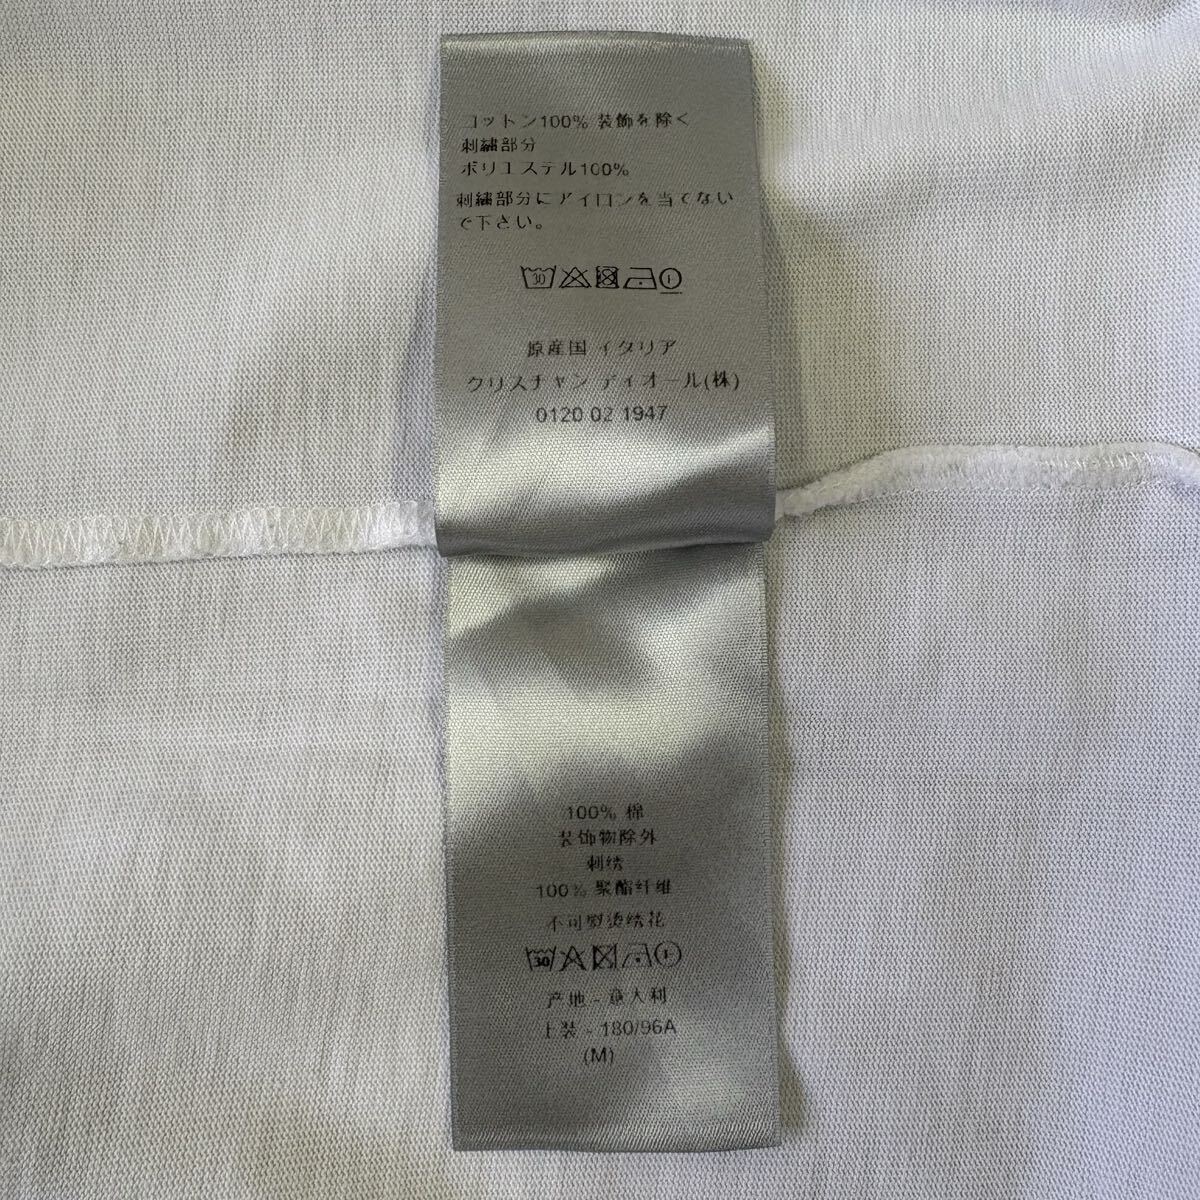 コットン100% 装飾を除く
刺繍部分
ポリエステル100%
刺繍部分にアイロンを当てない
で下さい。
30
原産国 イタリア
クリスチャン ディオール(株)
0120 02 1947
100% 棉
装饰物除外
刺绣
100% 聚酯纤维
不可熨烫绣花
30
产地 - 意大利
上装 - 180/96A
(M)